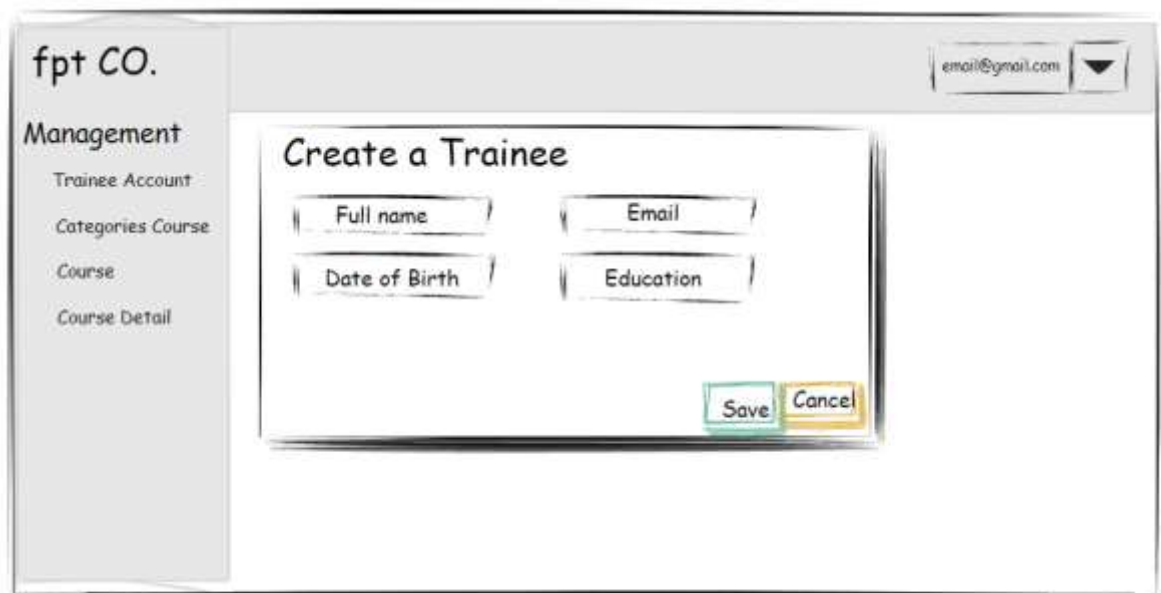 fpt CO.
email@gmail.com
Management
Trainee Account
Categories Course
Course
Course Detail
Create a Trainee
Full name
Email
Date of Birth
Education
Save
Cancel